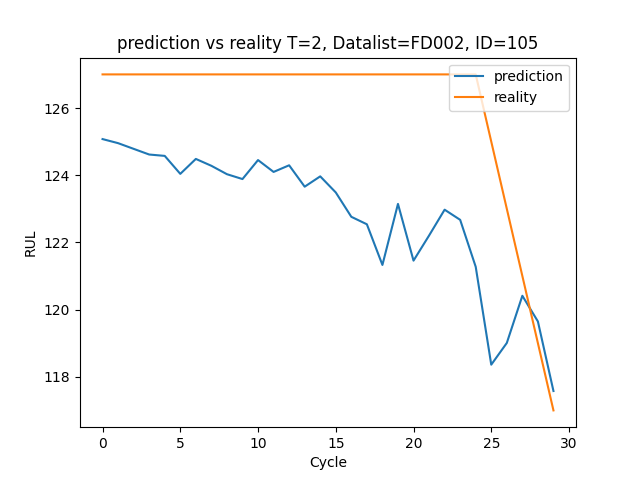 prediction vs reality T=2, Datalist=FD002, ID=105
prediction
reality
126
124
122
120
118
RUL
0 5 10 15 20 25 30
Cycle